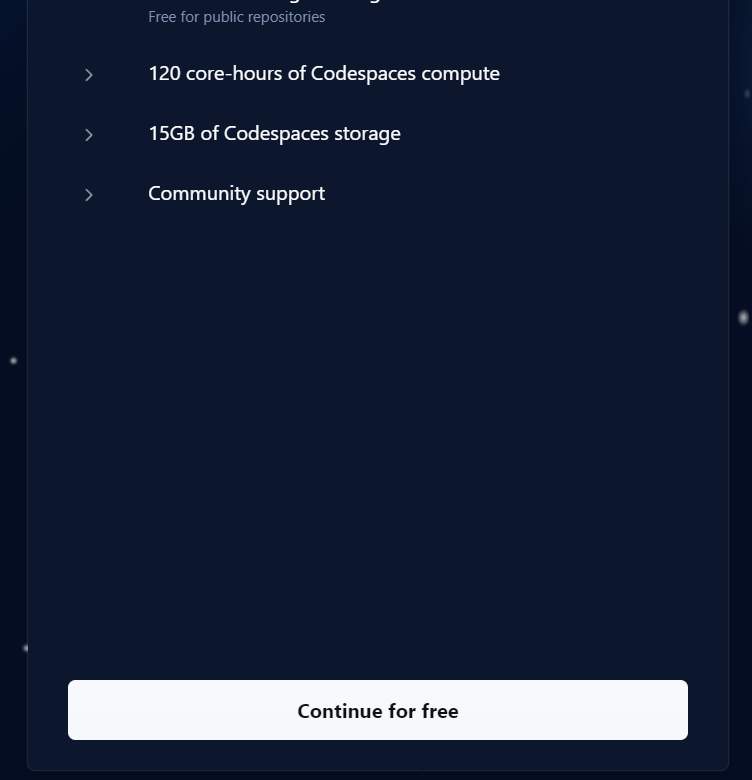 Free for public repositories
120 core-hours of Codespaces compute
15GB of Codespaces storage
Community support
Continue for free